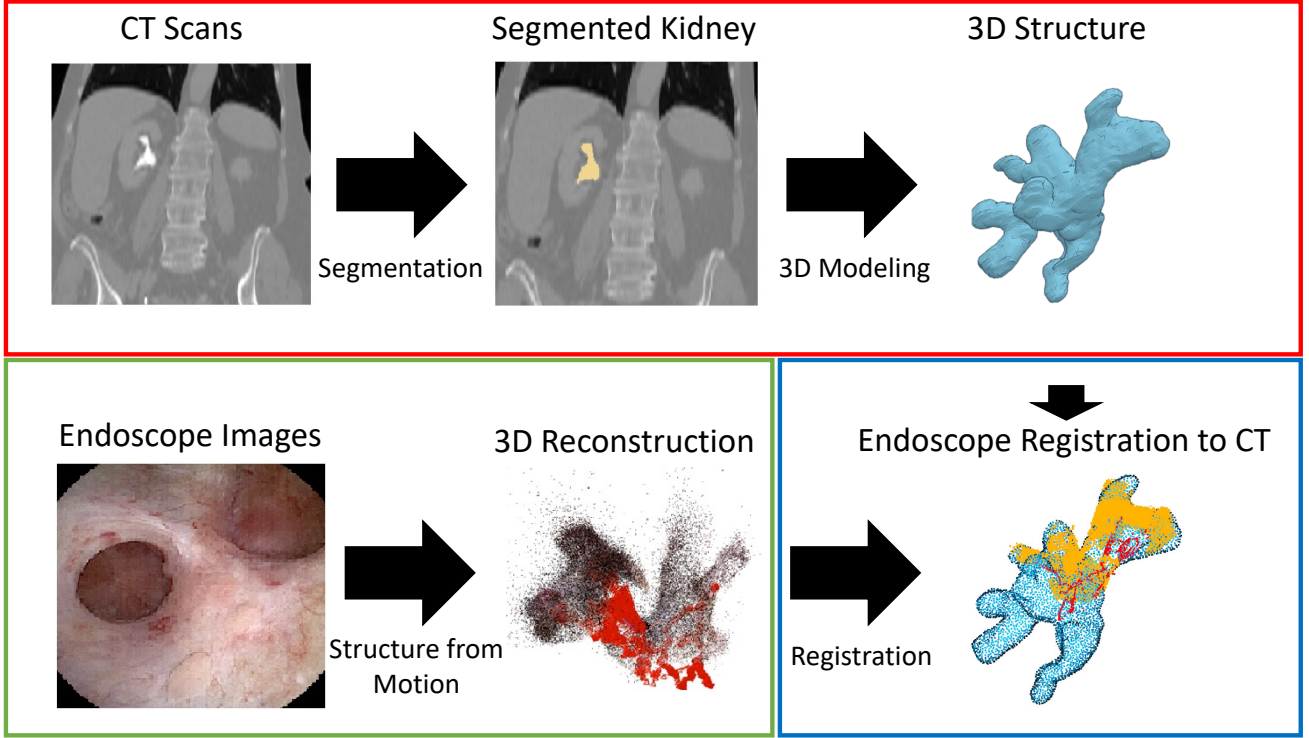 CT Scans
Segmented Kidney
3D Structure
Segmentation
3D Modeling
Endoscope Images
3D Reconstruction
Endoscope Registration to CT
Structure from
Motion
Registration